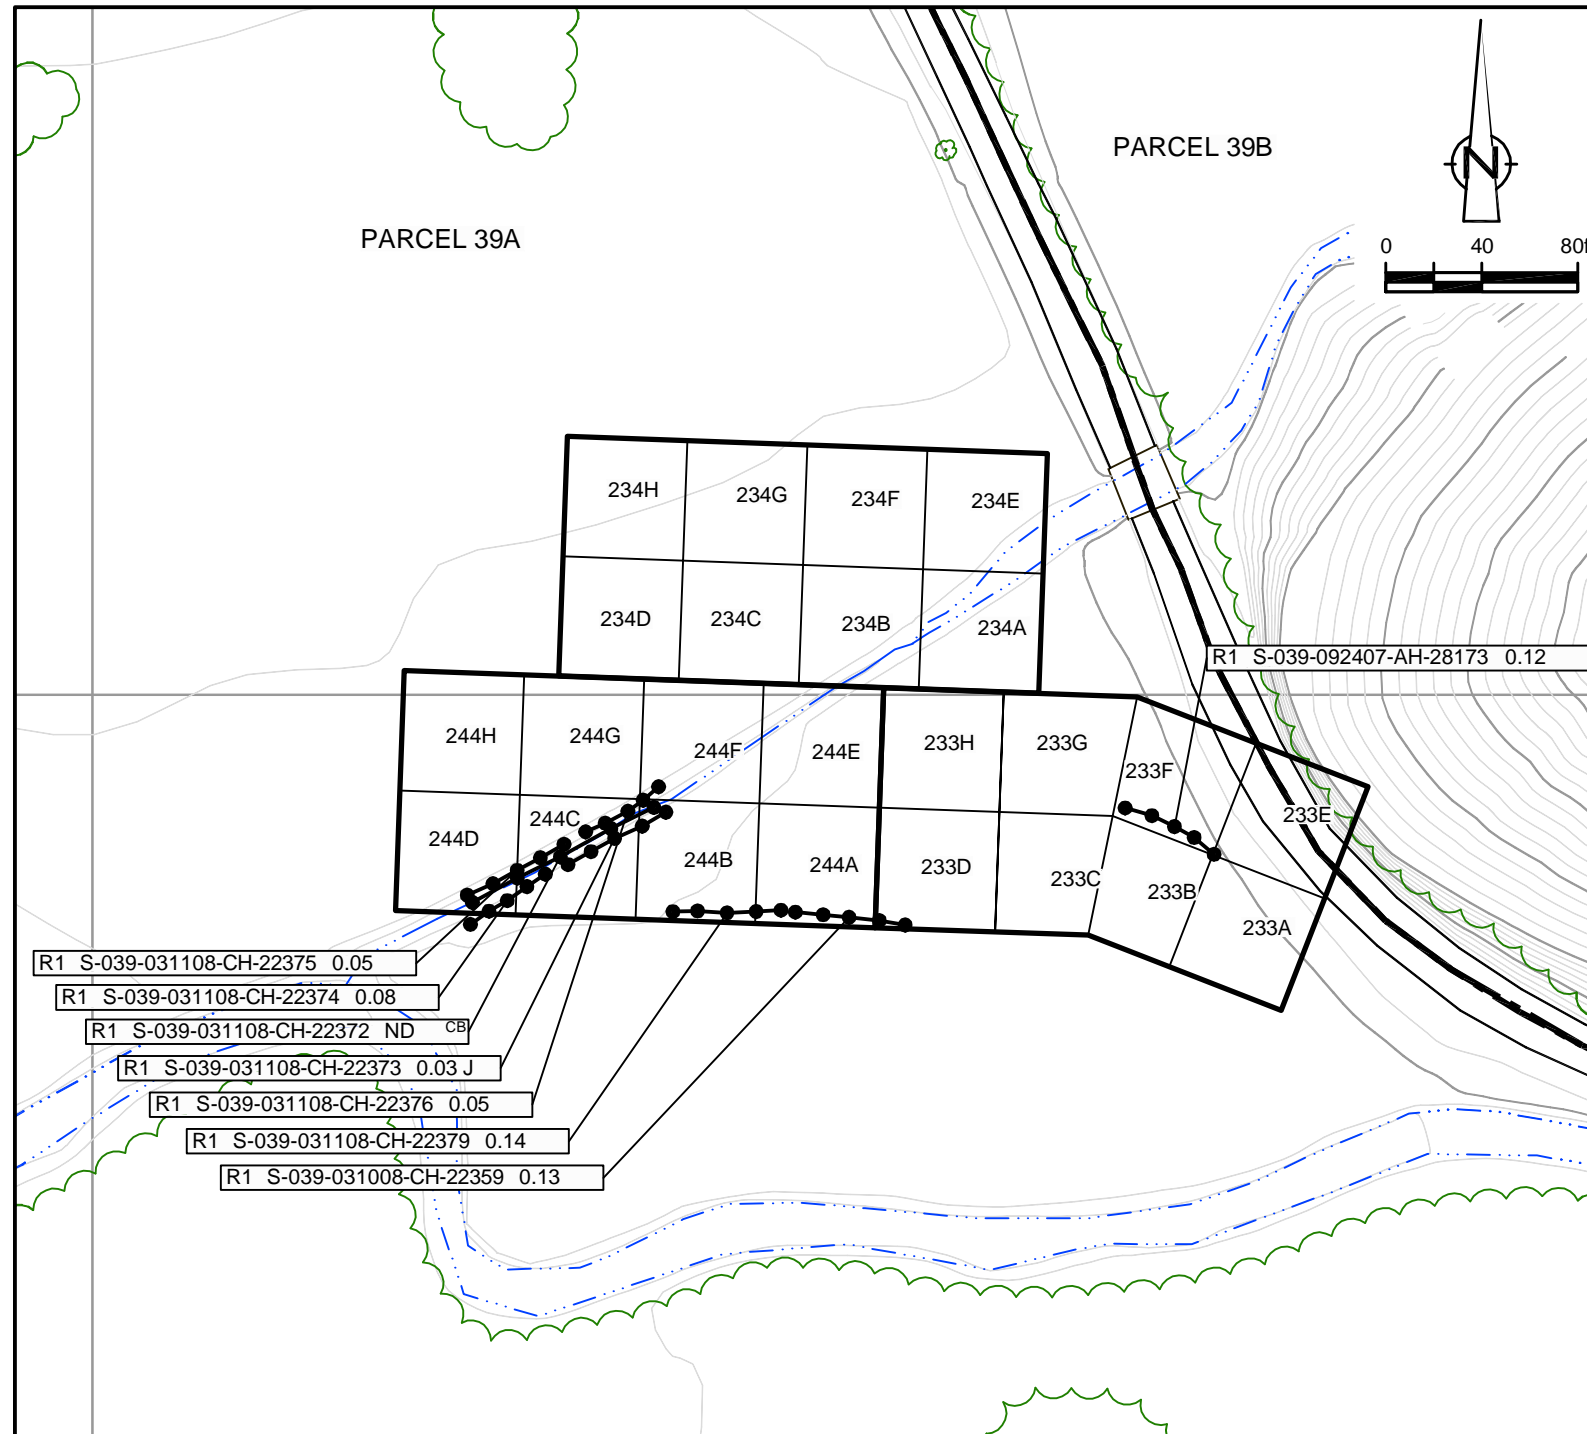 PARCEL 39B
N
PARCEL 39A
0 40 80f
234H 234G 234F 234E
234D 234C 234B 234A
R1 S-039-092407-AH-28173 0.12
244H 244G 244F 244E 233H 233G 233F 233E
244D 244C 244B 244A 233D 233C 233B 233A
R1 S-039-031108-CH-22375 0.05
R1 S-039-031108-CH-22374 0.08
R1 S-039-031108-CH-22372 ND CB
R1 S-039-031108-CH-22373 0.03 J
R1 S-039-031108-CH-22376 0.05
R1 S-039-031108-CH-22379 0.14
R1 S-039-031008-CH-22359 0.13